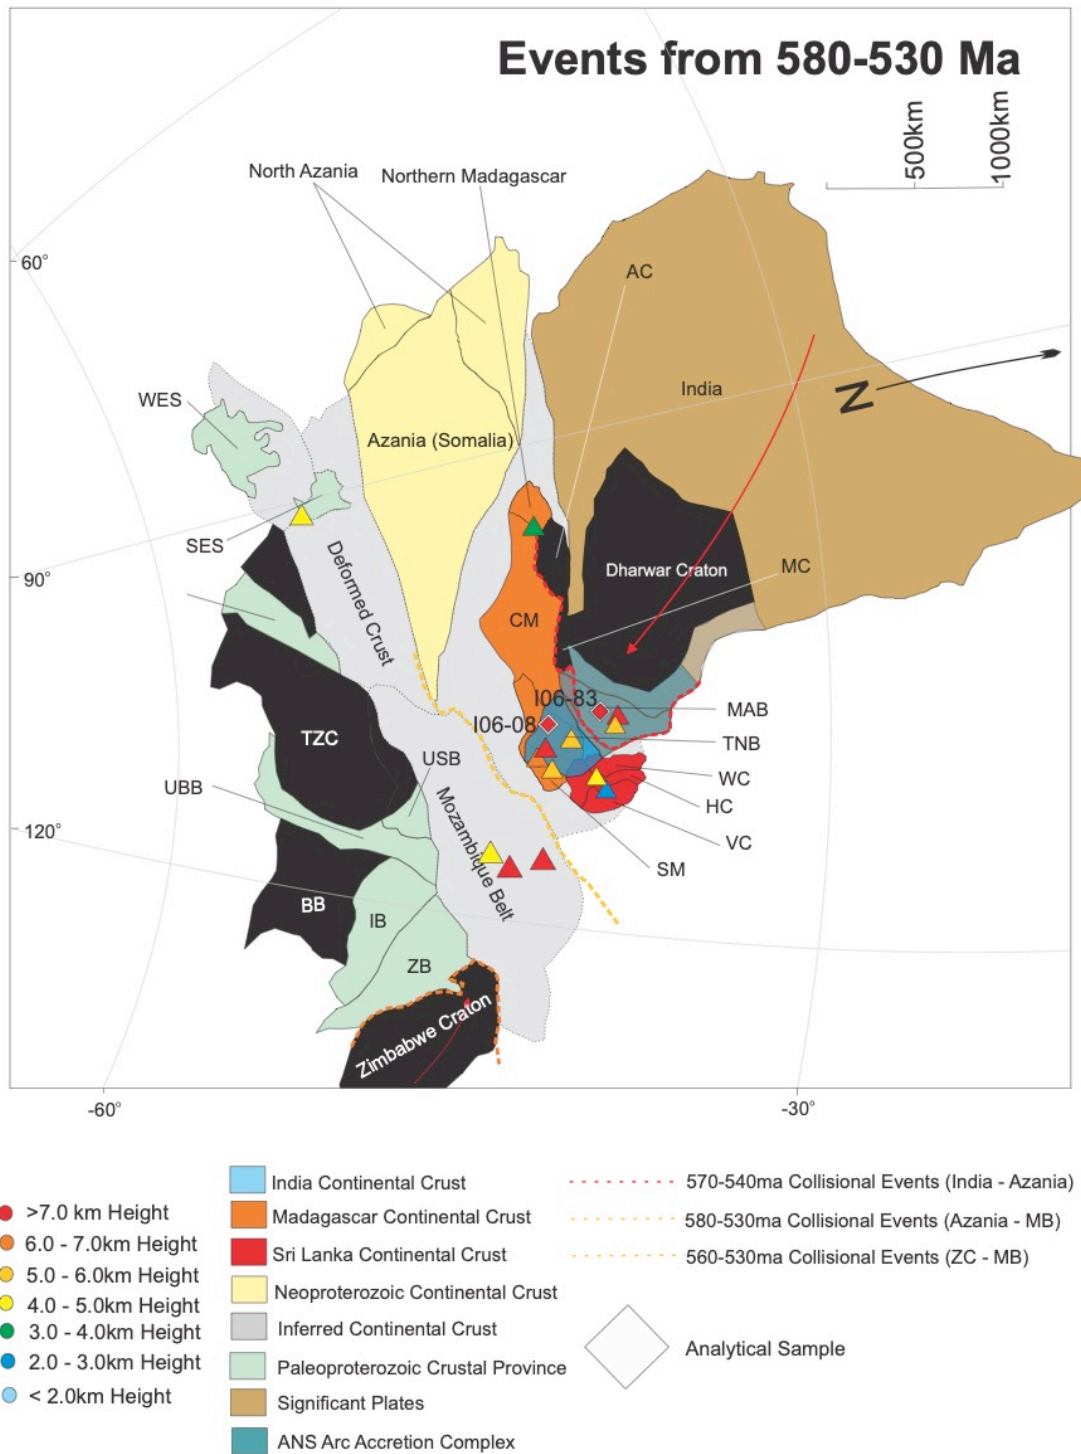 Events from 580-530 Ma
500km
1000km
North Azania
Northern Madagascar
AC
60°
India
N
WES
Azania (Somalia)
SES
Deformed Crust
Dharwar Craton
MC
90°
CM
I06-83
I06-08
MAB
TZC
TNB
USB
WC
UBB
HC
120°
Mozambique Belt
VC
SM
BB
IB
ZB
Zimbabwe Craton
-60°
-30°
>7.0 km Height
6.0 - 7.0km Height
5.0 - 6.0km Height
4.0 - 5.0km Height
3.0 - 4.0km Height
2.0 - 3.0km Height
< 2.0km Height
India Continental Crust
Madagascar Continental Crust
Sri Lanka Continental Crust
Neoproterozoic Continental Crust
Inferred Continental Crust
Paleoproterozoic Crustal Province
Significant Plates
ANS Arc Accretion Complex
570-540ma Collisional Events (India - Azania)
580-530ma Collisional Events (Azania - MB)
560-530ma Collisional Events (ZC - MB)
Analytical Sample